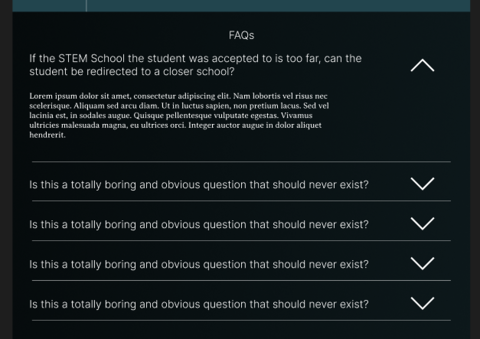 FAQs
If the STEM School the student was accepted to is too far, can the
student be redirected to a closer school?
Lorem ipsum dolor sit amet, consectetur adipiscing elit. Nam lobortis vel risus nec
scelerisque. Aliquam sed arcu diam. Ut in luctus sapien, non pretium lacus. Sed vel
lacinia est, in sodales augue. Quisque pellentesque vulputate egestas. Vivamus
ultricies malesuada magna, eu ultrices orci. Integer auctor augue in dolor aliquet
hendrerit.
Is this a totally boring and obvious question that should never exist?
Is this a totally boring and obvious question that should never exist?
Is this a totally boring and obvious question that should never exist?
Is this a totally boring and obvious question that should never exist?